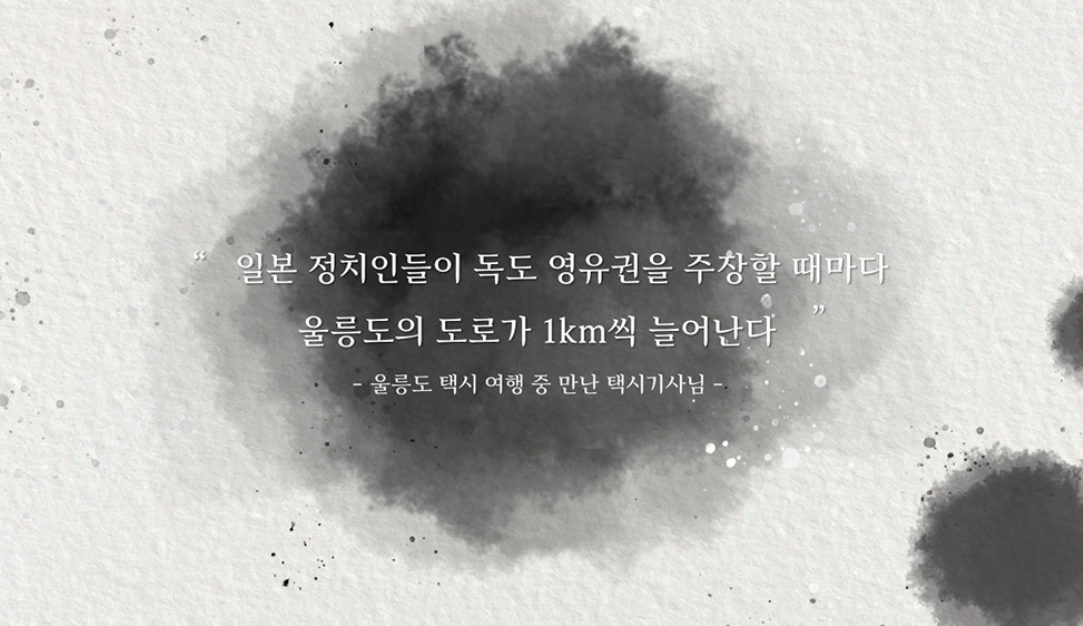 “ 일본 정치인들이 독도 영유권을 주장할 때마다
울릉도의 도로가 1km씩 늘어난다 ”
- 울릉도 택시 여행 중 만난 택시기사님 -